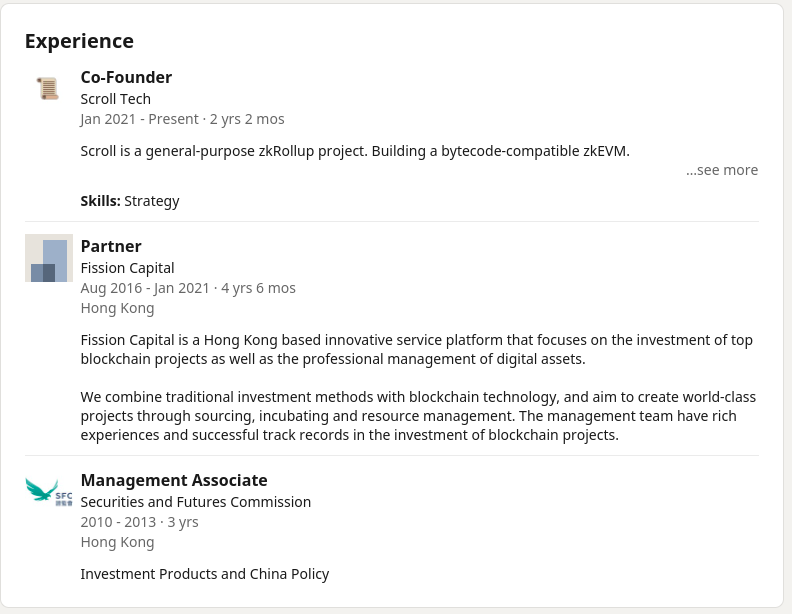 Experience
Co-Founder
Scroll Tech
Jan 2021 - Present · 2 yrs 2 mos
Scroll is a general-purpose zkRollup project. Building a bytecode-compatible zkEVM.
...see more
Skills: Strategy
Partner
Fission Capital
Aug 2016 - Jan 2021 · 4 yrs 6 mos
Hong Kong
Fission Capital is a Hong Kong based innovative service platform that focuses on the investment of top
blockchain projects as well as the professional management of digital assets.
We combine traditional investment methods with blockchain technology, and aim to create world-class
projects through sourcing, incubating and resource management. The management team have rich
experiences and successful track records in the investment of blockchain projects.
SFC
Management Associate
Securities and Futures Commission
2010 - 2013 · 3 yrs
Hong Kong
Investment Products and China Policy